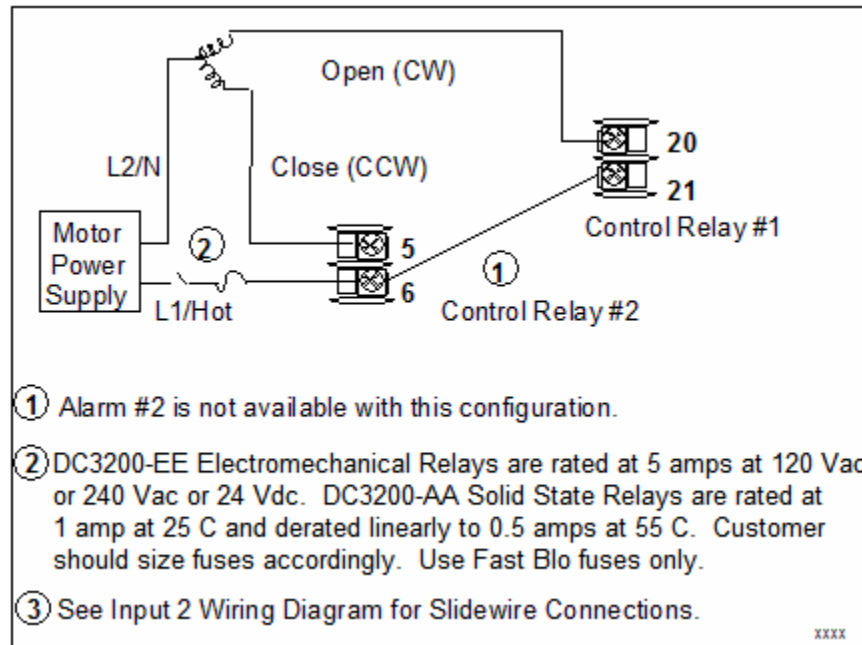 Open (CW)
20
L2/N
Close (CCW)
21
Control Relay #1
Motor
Power
Supply
2
5
1
6
L1/Hot
Control Relay #2
1 Alarm #2 is not available with this configuration.
2 DC3200-EE Electromechanical Relays are rated at 5 amps at 120 Vac
or 240 Vac or 24 Vdc. DC3200-AA Solid State Relays are rated at
1 amp at 25 C and derated linearly to 0.5 amps at 55 C. Customer
should size fuses accordingly. Use Fast Blo fuses only.
3 See Input 2 Wiring Diagram for Slidewire Connections.
xxxx